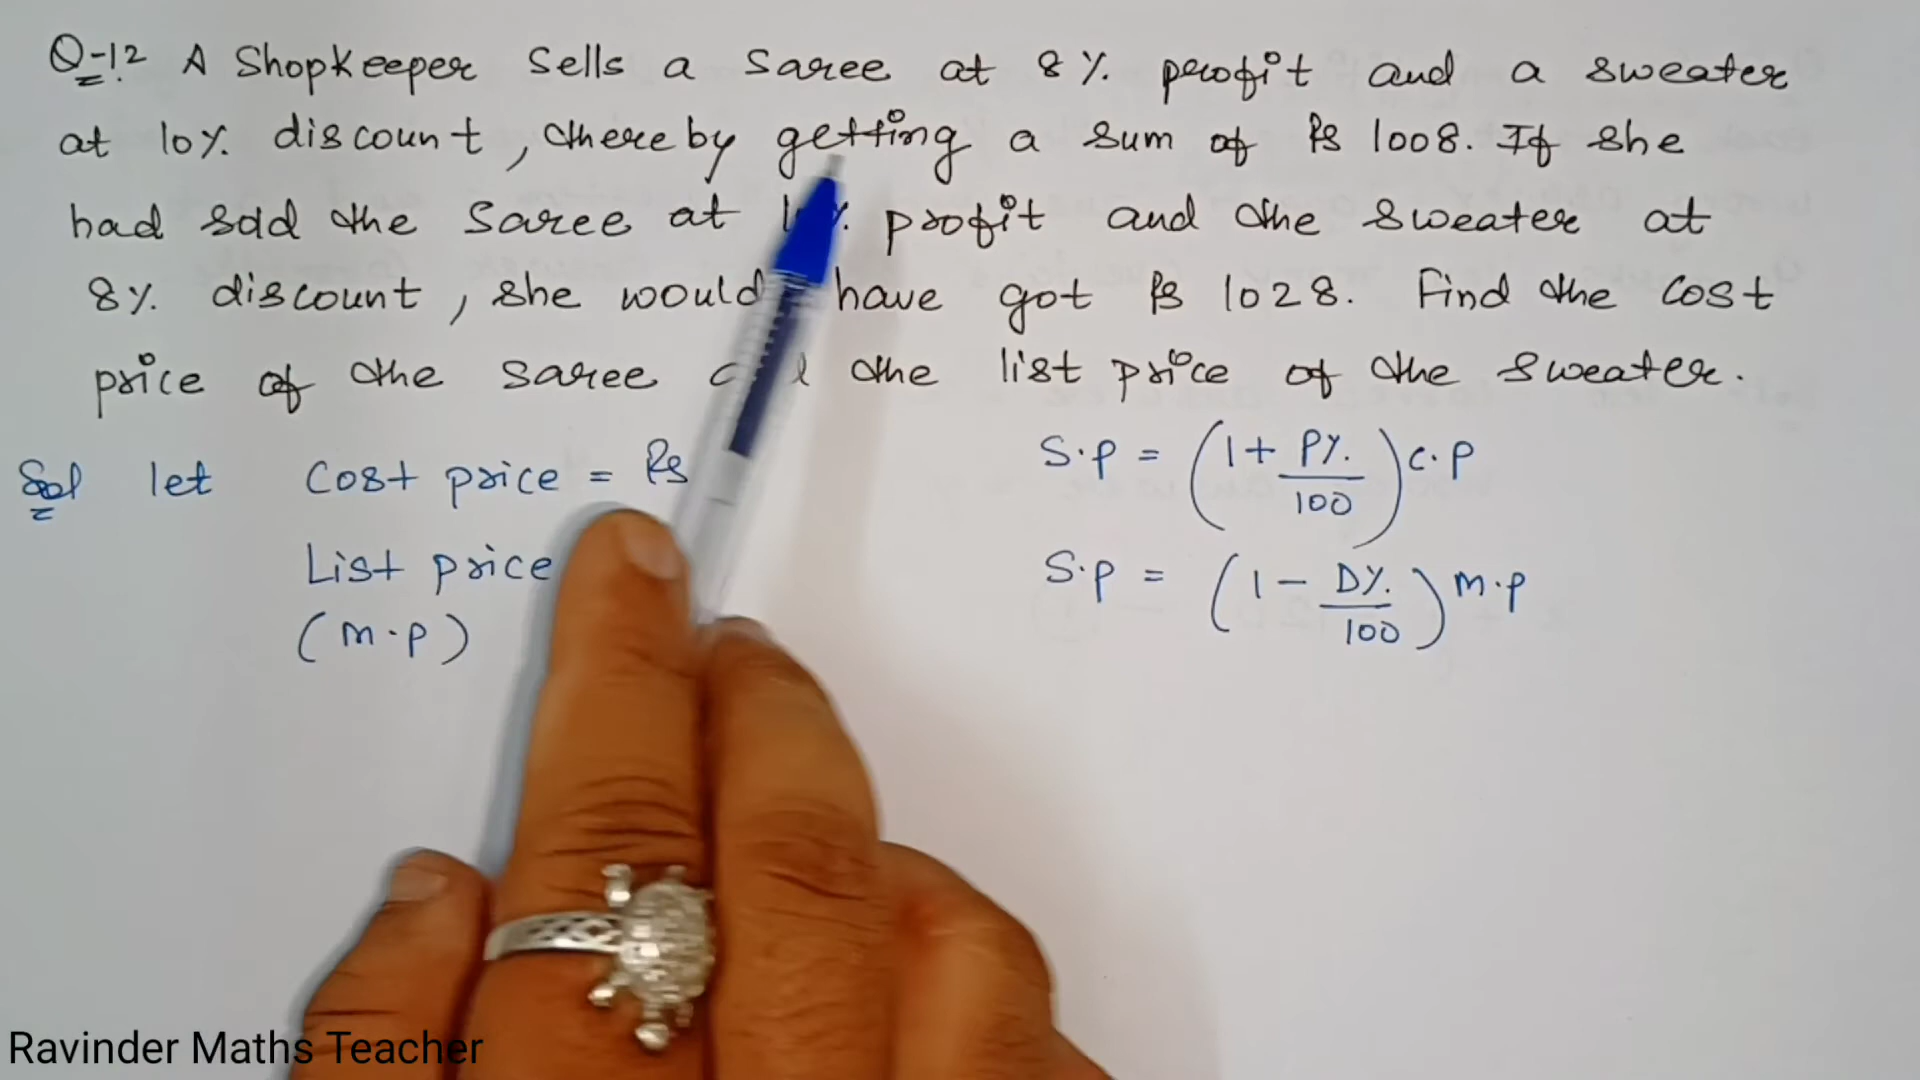 Q-12 A Shopkeeper sells a saree at 8% profit and a sweater
at 10% discount, thereby getting a sum of Rs 1008. If she
had sold the saree at profit and the sweater at
8% discount, she would have got Rs 1028. Find the cost
price of the saree the list price of the sweater.
Sol let Cost price = Rs
S.P = (1 + P%/100) C.P
List price
(M.P)
S.P = (1 - D%/100) M.P
Ravinder Maths Teacher